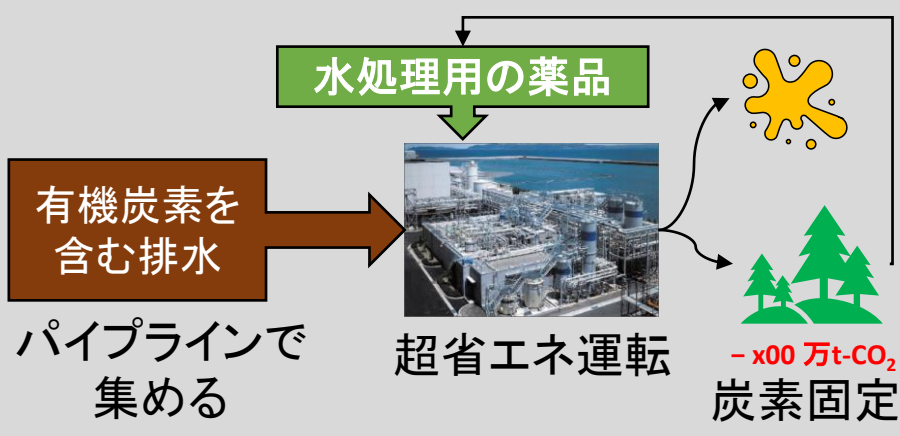 水処理用の薬品
有機炭素を
含む排水
パイプラインで
集める
超省エネ運転
− x00 万t-CO₂
炭素固定